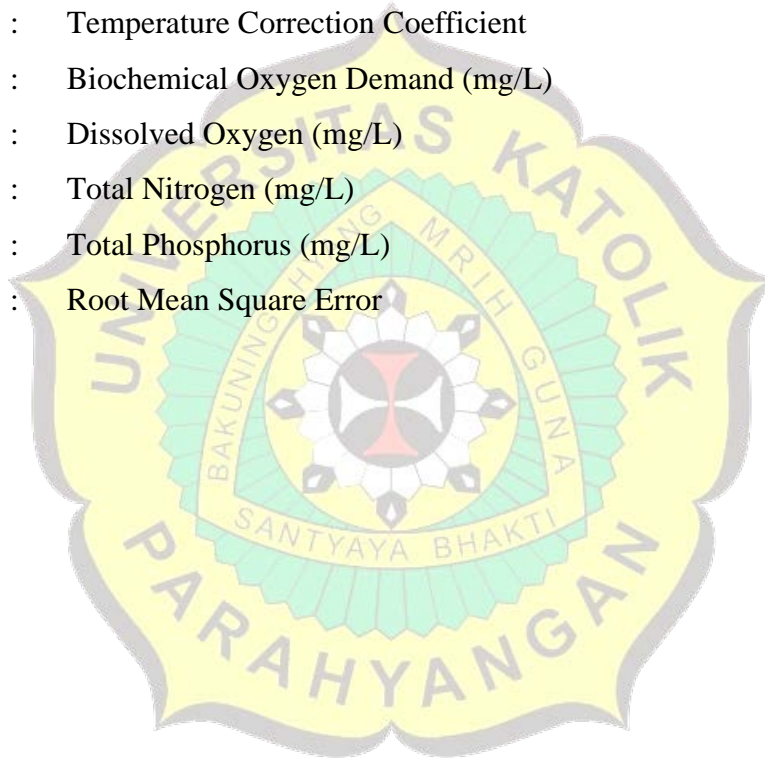 : Temperature Correction Coefficient
: Biochemical Oxygen Demand (mg/L)
: Dissolved Oxygen (mg/L)
: Total Nitrogen (mg/L)
: Total Phosphorus (mg/L)
: Root Mean Square Error
UNIVERSITAS KATOLIK
BAKUNING HYANG MRIH GUNA
SANTYAYA BHAKTI
PARAHYANGAN